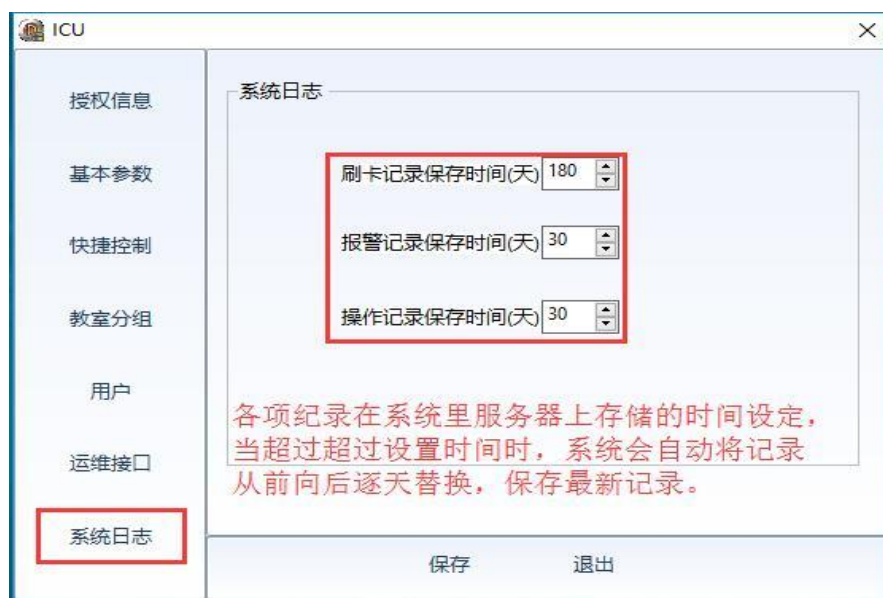 ICU
授权信息
基本参数
快捷控制
教室分组
用户
运维接口
系统日志
系统日志
刷卡记录保存时间(天) 180
报警记录保存时间(天) 30
操作记录保存时间(天) 30
各项纪录在系统里服务器上存储的时间设定，
当超过超过设置时间时，系统会自动将记录
从前向后逐天替换，保存最新记录。
保存 退出